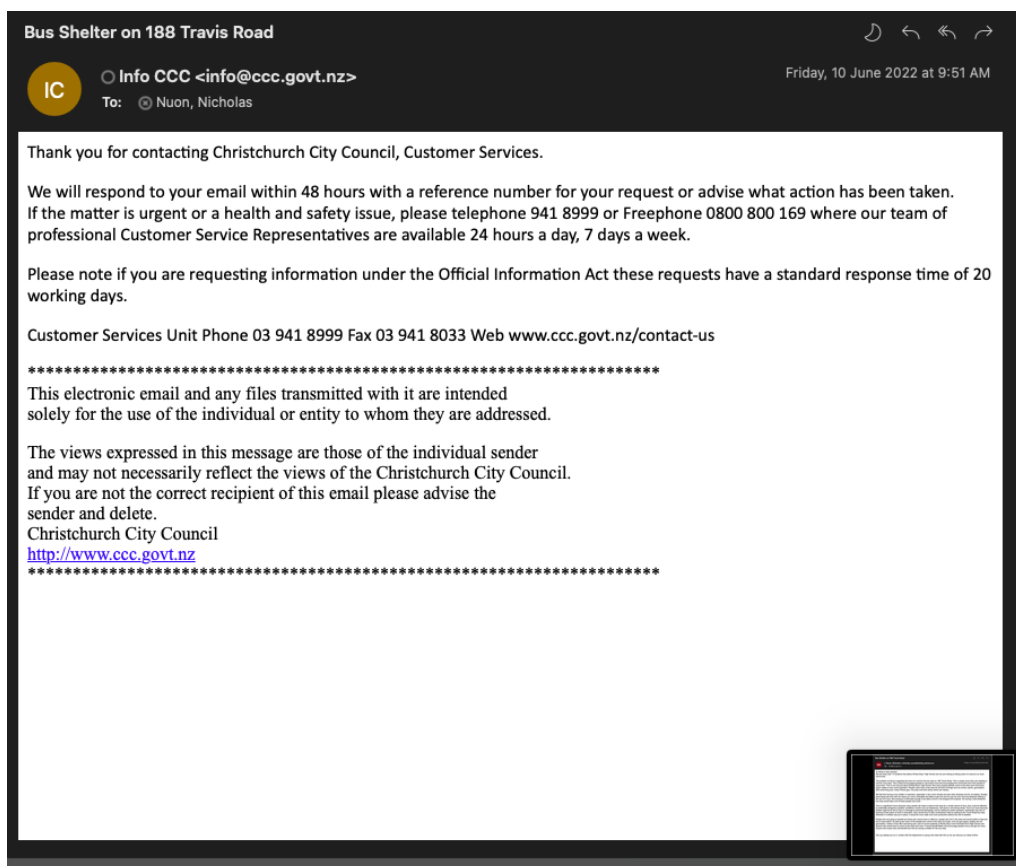 Bus Shelter on 188 Travis Road
IC
Info CCC <info@ccc.govt.nz>
Friday, 10 June 2022 at 9:51 AM
To: Nuon, Nicholas
Thank you for contacting Christchurch City Council, Customer Services.
We will respond to your email within 48 hours with a reference number for your request or advise what action has been taken.
If the matter is urgent or a health and safety issue, please telephone 941 8999 or Freephone 0800 800 169 where our team of
professional Customer Service Representatives are available 24 hours a day, 7 days a week.
Please note if you are requesting information under the Official Information Act these requests have a standard response time of 20
working days.
Customer Services Unit Phone 03 941 8999 Fax 03 941 8033 Web www.ccc.govt.nz/contact-us
**********************************************************************
This electronic email and any files transmitted with it are intended
solely for the use of the individual or entity to whom they are addressed.
The views expressed in this message are those of the individual sender
and may not necessarily reflect the views of the Christchurch City Council.
If you are not the correct recipient of this email please advise the
sender and delete.
Christchurch City Council
http://www.ccc.govt.nz
**********************************************************************